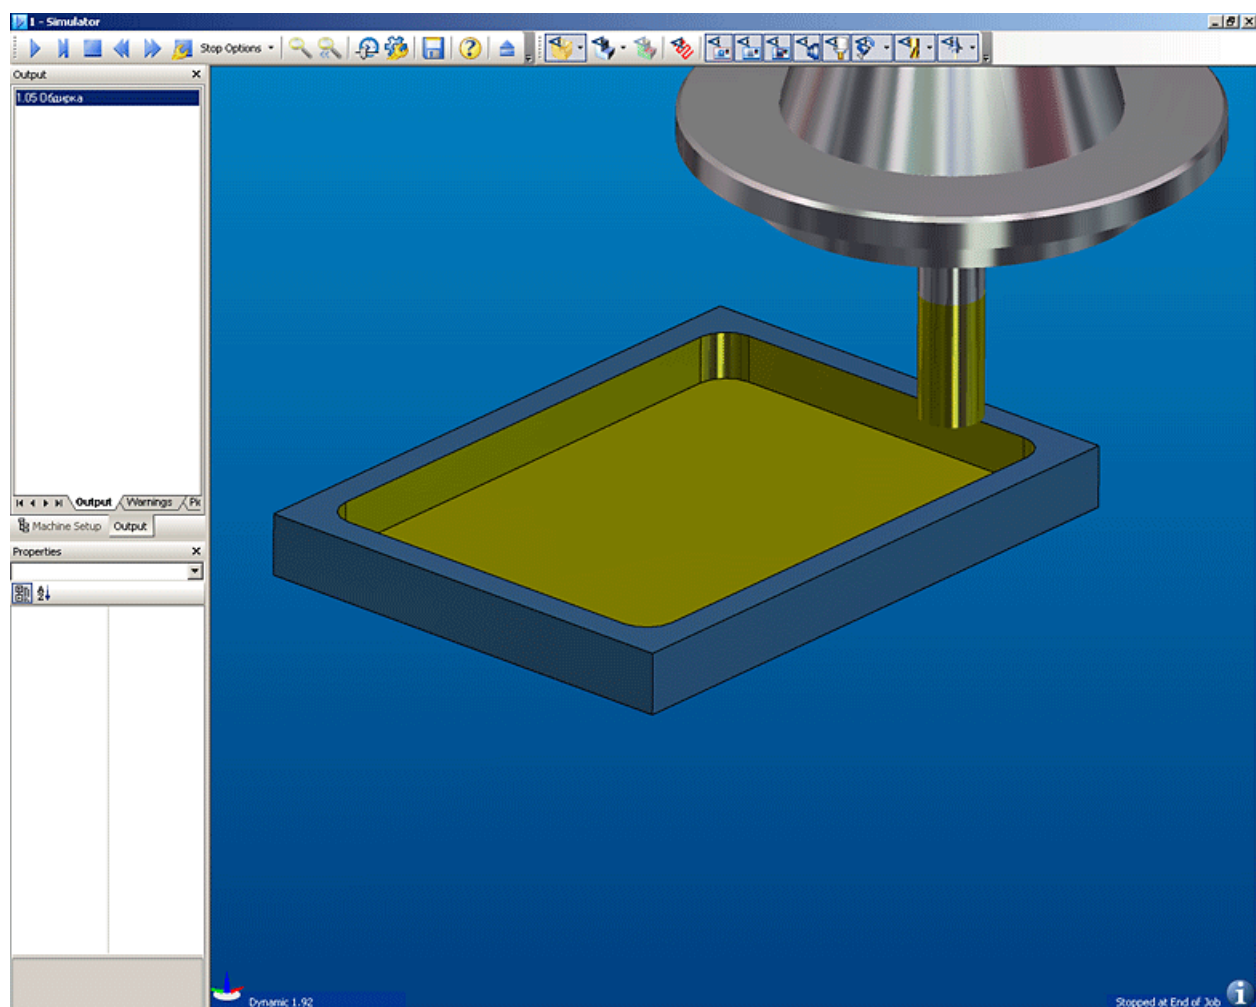 1 - Simulator
Stop Options
Output
1.05 Обдирка
Output Warnings
Machine Setup Output
Properties
Dynamic 1.92
Stopped at End of Job